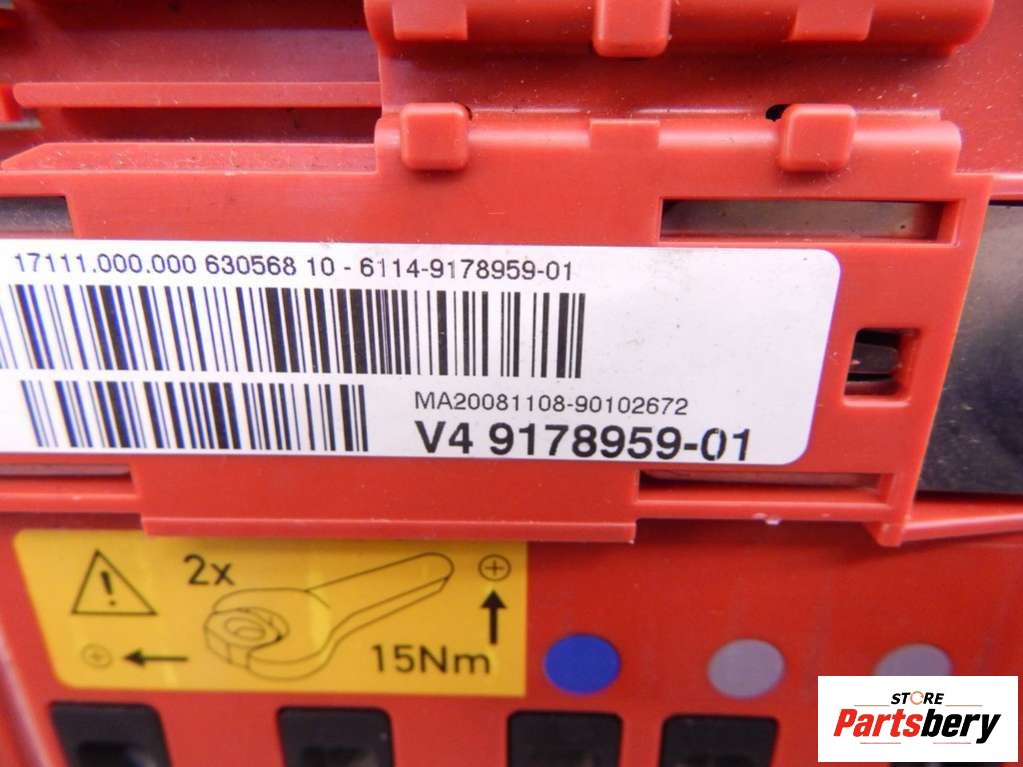 17111.000.000 630568 10 - 6114-9178959-01
MA20081108-90102672
V4 9178959-01
2x
15Nm
STORE
Partsbery